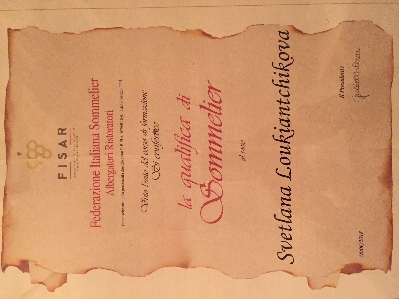 FISAR
Federazione Italiana Sommelier
Albergatori Ristoratori
Visto l'esito del corso di formazione
Si conferisce
la qualifica di
Sommelier
Svetlana Loukiantchikova
Il Presidente